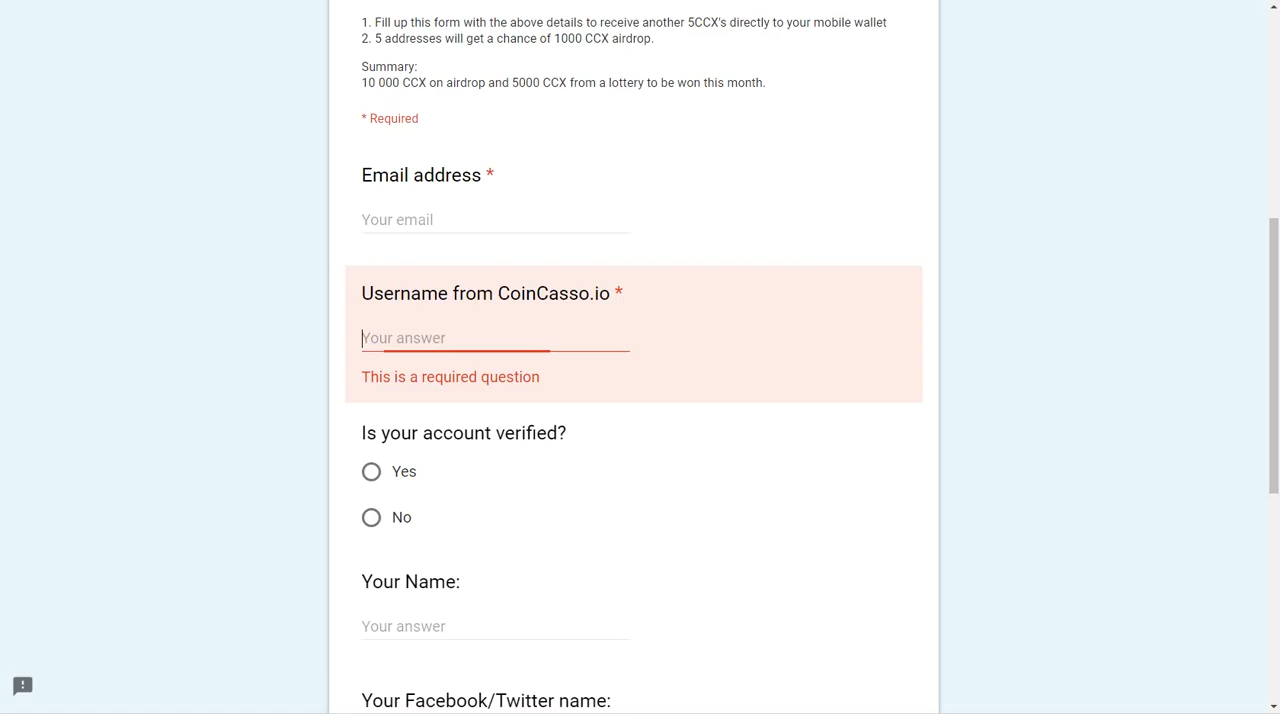 1. Fill up this form with the above details to receive another 5CCX's directly to your mobile wallet
2. 5 addresses will get a chance of 1000 CCX airdrop.
Summary:
10 000 CCX on airdrop and 5000 CCX from a lottery to be won this month.
* Required
Email address *
Your email
Username from CoinCasso.io *
Your answer
This is a required question
Is your account verified?
Yes
No
Your Name:
Your answer
Your Facebook/Twitter name: